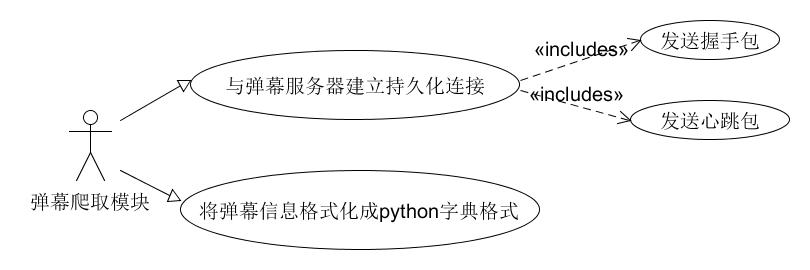 «includes»
发送握手包
与弹幕服务器建立持久化连接
«includes»
发送心跳包
弹幕爬取模块
将弹幕信息格式化成python字典格式